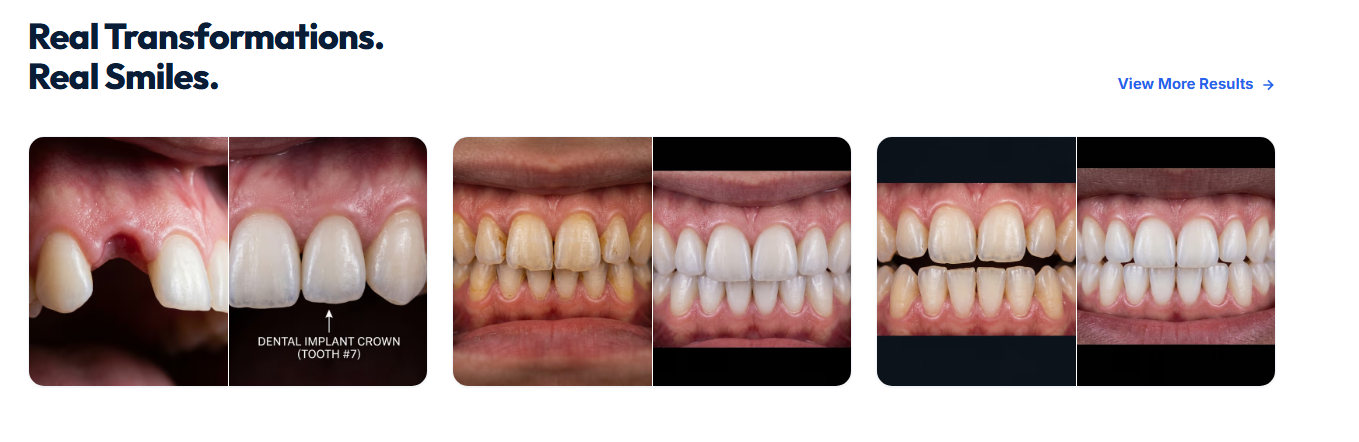 Real Transformations.
Real Smiles.
View More Results →
DENTAL IMPLANT CROWN
(TOOTH #7)